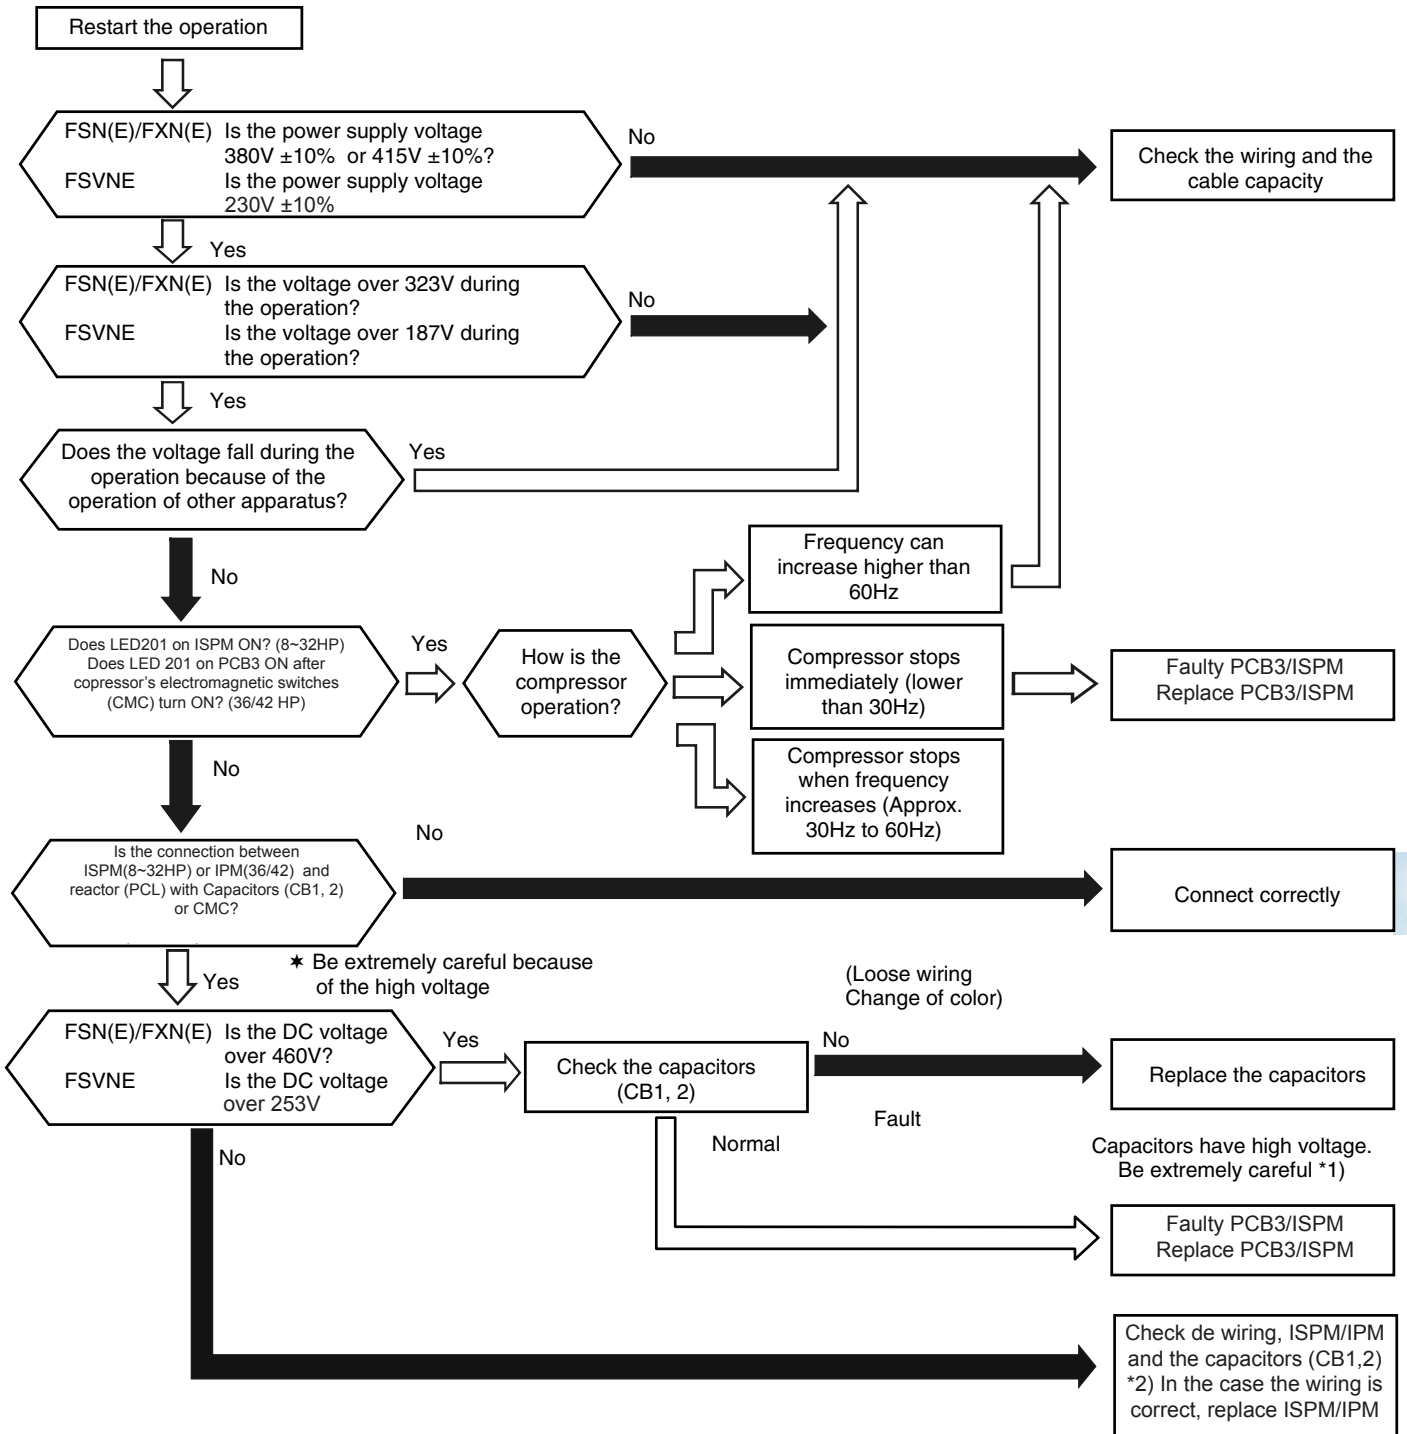 Restart the operation
FSN(E)/FXN(E) Is the power supply voltage
380V ±10% or 415V ±10%?
FSVNE Is the power supply voltage
230V ±10%
No
Check the wiring and the
cable capacity
Yes
FSN(E)/FXN(E) Is the voltage over 323V during
the operation?
FSVNE Is the voltage over 187V during
the operation?
No
Yes
Does the voltage fall during the
operation because of the
operation of other apparatus?
Yes
No
Does LED201 on ISPM ON? (8~32HP)
Does LED 201 on PCB3 ON after
copressor's electromagnetic switches
(CMC) turn ON? (36/42 HP)
Yes
How is the
compressor
operation?
Frequency can
increase higher than
60Hz
Compressor stops
immediately (lower
than 30Hz)
Faulty PCB3/ISPM
Replace PCB3/ISPM
Compressor stops
when frequency
increases (Approx.
30Hz to 60Hz)
No
Is the connection between
ISPM(8~32HP) or IPM(36/42) and
reactor (PCL) with Capacitors (CB1, 2)
or CMC?
No
Connect correctly
Yes
✶ Be extremely careful because
of the high voltage
(Loose wiring
Change of color)
FSN(E)/FXN(E) Is the DC voltage
over 460V?
FSVNE Is the DC voltage
over 253V
Yes
Check the capacitors
(CB1, 2)
No
Fault
Replace the capacitors
Normal
Capacitors have high voltage.
Be extremely careful *1)
Faulty PCB3/ISPM
Replace PCB3/ISPM
No
Check de wiring, ISPM/IPM
and the capacitors (CB1,2)
*2) In the case the wiring is
correct, replace ISPM/IPM